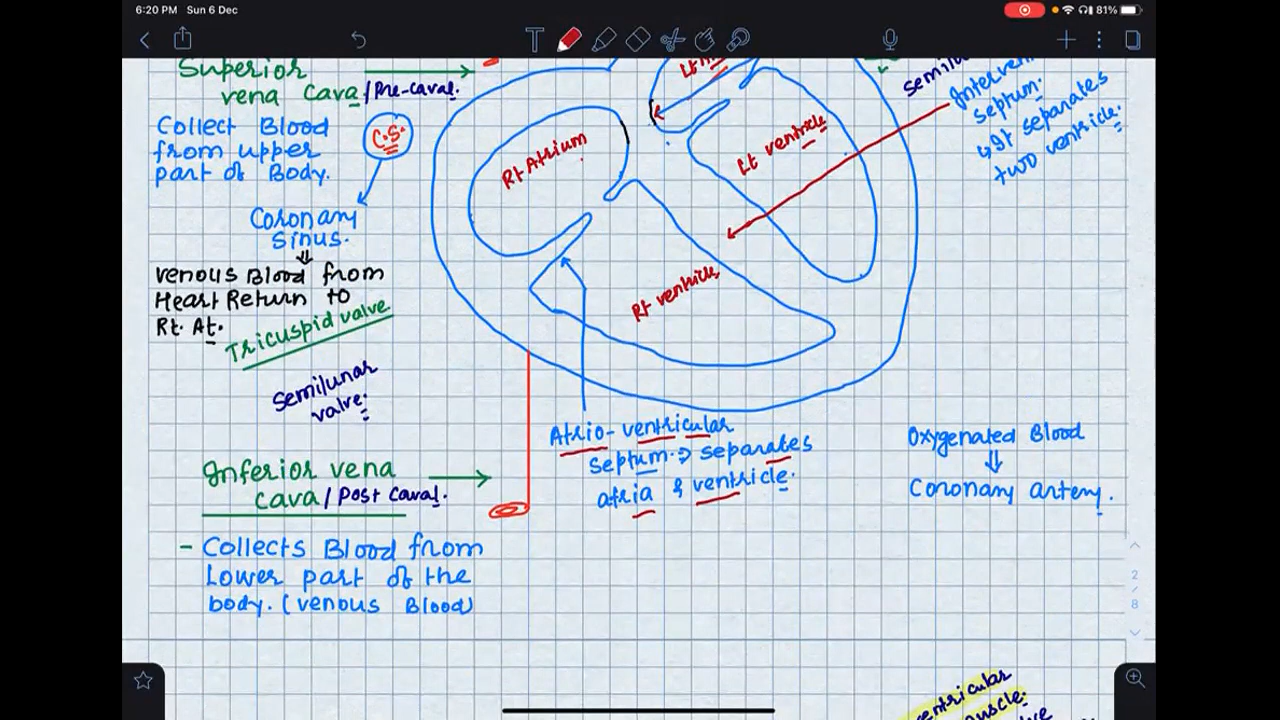 6:20 PM Sun 6 Dec
81%
Superior
vena Cava/Pre-caval.
Collect Blood
from upper
part of Body.
C.S.
Coronary
Sinus.
⇓
Venous Blood from
Heart Return to
Rt. At.
Tricuspid valve
Semilunar
valve.
Inferior vena
cava/Post Caval.
- Collects Blood from
Lower part of the
body. (venous Blood)
Rt Atrium
Lt ventricle
Rt ventricle
septum.
↳It separates
two ventricle.
Atrio-ventricular
Septum → separates
atria & ventricle.
Oxygenated Blood
⇓
Coronary artery.
2
/
8